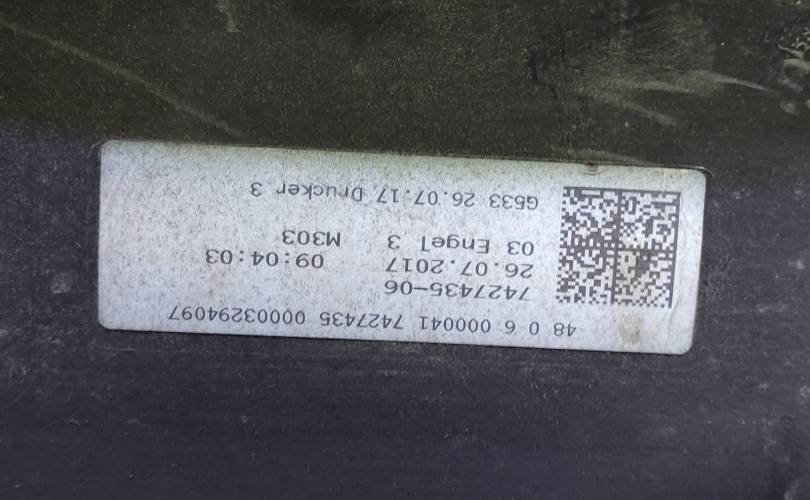 48 0 6 000041 7427435 00003294097
7427435-06
26.07.2017 09:04:03
03 Engel 3 M303
G533 26.07.17 Drucker 3